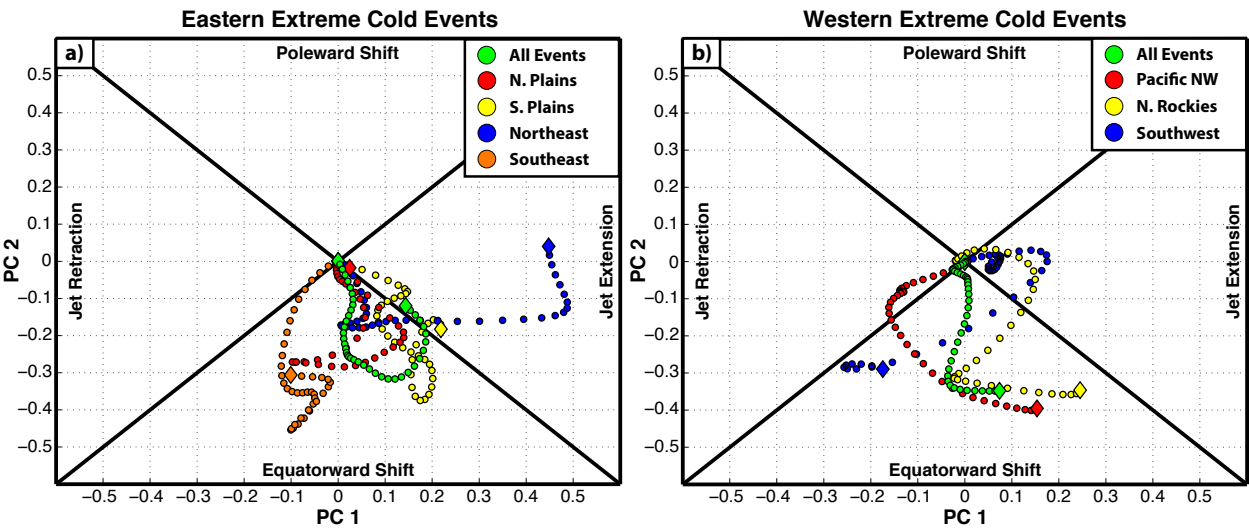 Eastern Extreme Cold Events
a)
Poleward Shift
All Events
N. Plains
S. Plains
Northeast
Southeast
0.5
0.4
0.3
0.2
0.1
0
−0.1
−0.2
−0.3
−0.4
−0.5
PC 2
Jet Retraction
Jet Extension
Equatorward Shift
−0.5 −0.4 −0.3 −0.2 −0.1 0 0.1 0.2 0.3 0.4 0.5
PC 1
Western Extreme Cold Events
b)
Poleward Shift
All Events
Pacific NW
N. Rockies
Southwest
0.5
0.4
0.3
0.2
0.1
0
−0.1
−0.2
−0.3
−0.4
−0.5
PC 2
Jet Retraction
Jet Extension
Equatorward Shift
−0.5 −0.4 −0.3 −0.2 −0.1 0 0.1 0.2 0.3 0.4 0.5
PC 1